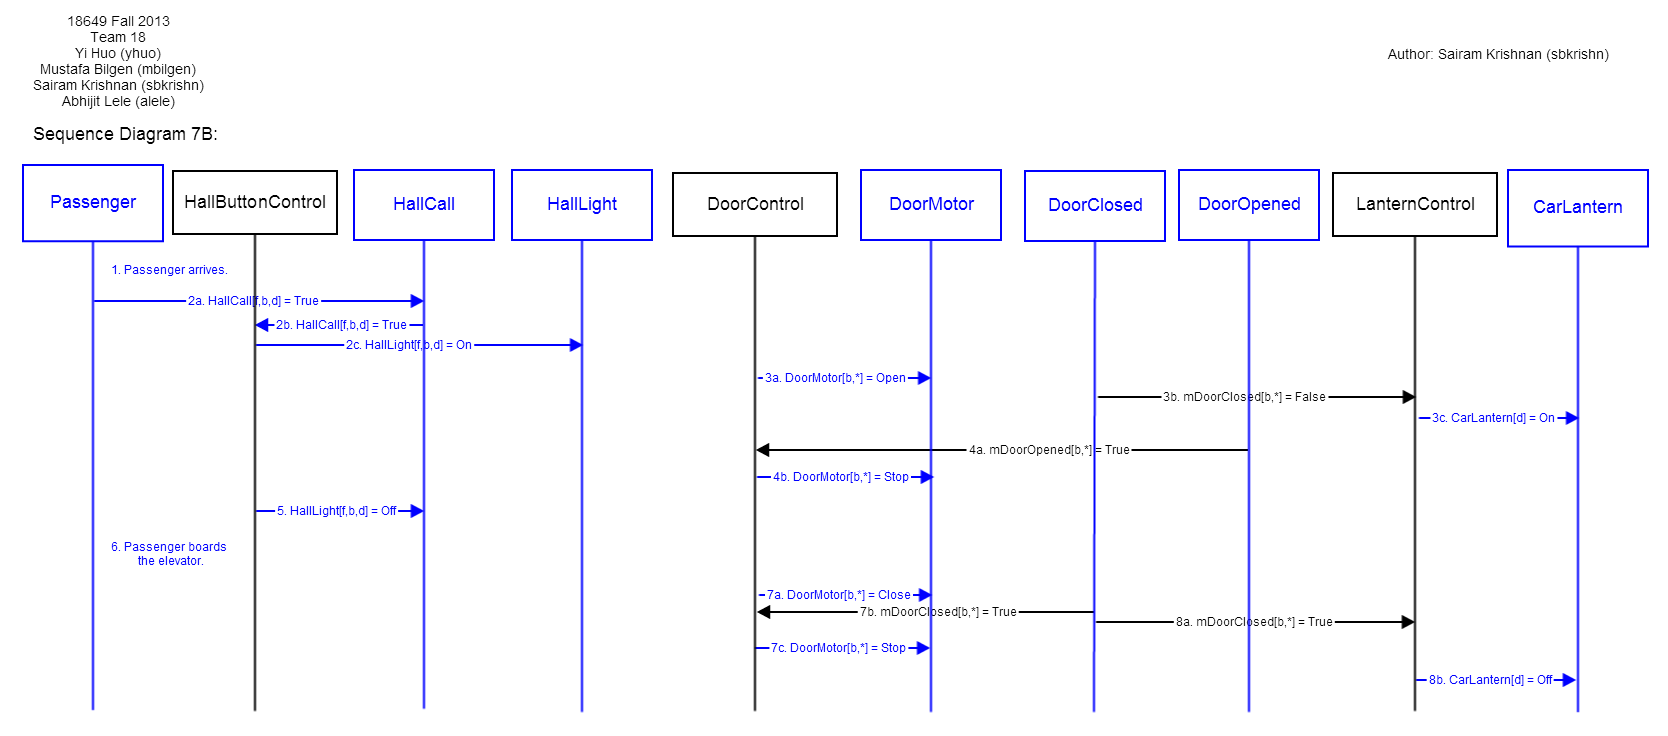 18649 Fall 2013
Team 18
Yi Huo (yhuo)
Mustafa Bilgen (mbilgen)
Sairam Krishnan (sbkrishn)
Abhijit Lele (alele)
Author: Sairam Krishnan (sbkrishn)
Sequence Diagram 7B:
Passenger
HallButtonControl
HallCall
HallLight
DoorControl
DoorMotor
DoorClosed
DoorOpened
LanternControl
CarLantern
1. Passenger arrives.
2a. HallCall[f,b,d] = True
2b. HallCall[f,b,d] = True
2c. HallLight[f,b,d] = On
3a. DoorMotor[b,*] = Open
3b. mDoorClosed[b,*] = False
3c. CarLantern[d] = On
4a. mDoorOpened[b,*] = True
4b. DoorMotor[b,*] = Stop
5. HallLight[f,b,d] = Off
6. Passenger boards
the elevator.
7a. DoorMotor[b,*] = Close
7b. mDoorClosed[b,*] = True
8a. mDoorClosed[b,*] = True
7c. DoorMotor[b,*] = Stop
8b. CarLantern[d] = Off